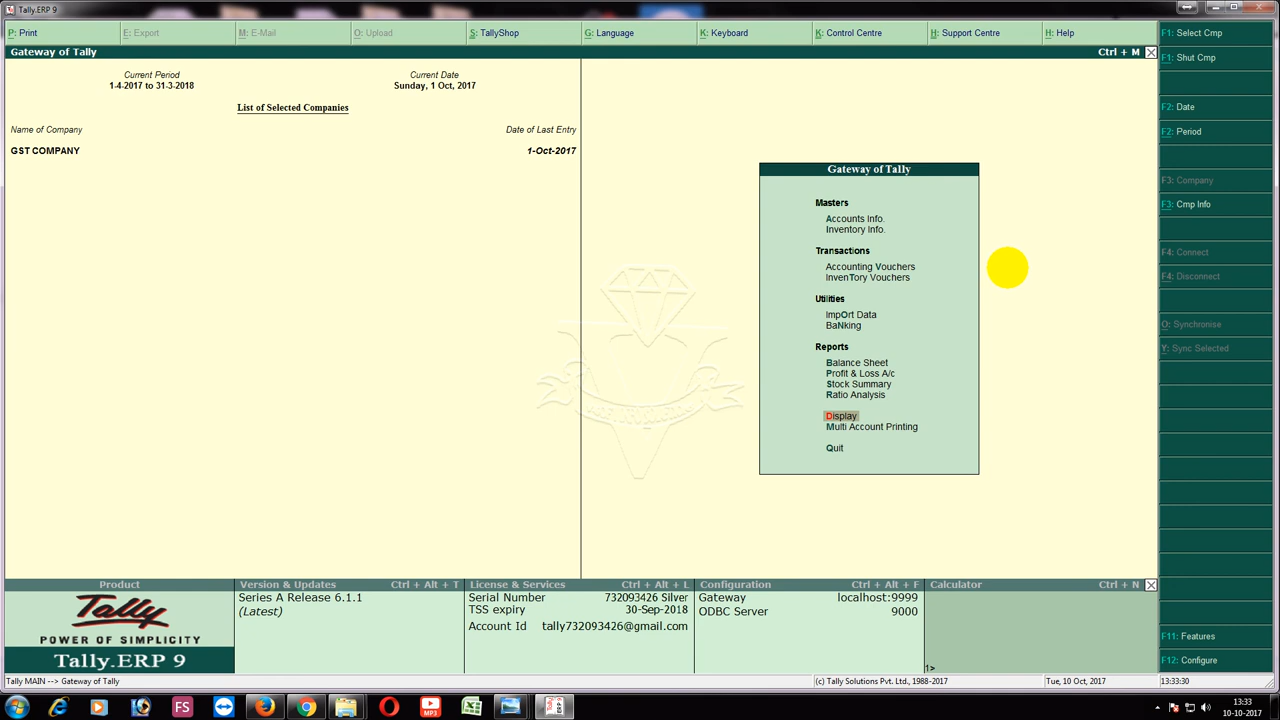 Tally.ERP 9
P: Print
E: Export
M: E-Mail
O: Upload
S: TallyShop
G: Language
K: Keyboard
K: Control Centre
H: Support Centre
H: Help
Gateway of Tally
Ctrl + M
Current Period
1-4-2017 to 31-3-2018
Current Date
Sunday, 1 Oct, 2017
List of Selected Companies
Name of Company
Date of Last Entry
GST COMPANY
1-Oct-2017
Gateway of Tally
Masters
Accounts Info.
Inventory Info.
Transactions
Accounting Vouchers
InvenTory Vouchers
Utilities
ImpOrt Data
BaNking
Reports
Balance Sheet
Profit & Loss A/c
Stock Summary
Ratio Analysis
Display
Multi Account Printing
Quit
F1: Select Cmp
F1: Shut Cmp
F2: Date
F2: Period
F3: Company
F3: Cmp Info
F4: Connect
F4: Disconnect
O: Synchronise
Y: Sync Selected
F11: Features
F12: Configure
Product
Tally
POWER OF SIMPLICITY
Tally.ERP 9
Version & Updates
Ctrl + Alt + T
Series A Release 6.1.1
(Latest)
License & Services
Ctrl + Alt + L
Serial Number
732093426 Silver
TSS expiry
30-Sep-2018
Account Id
tally732093426@gmail.com
Configuration
Ctrl + Alt + F
Gateway
localhost:9999
ODBC Server
9000
Calculator
Ctrl + N
1>
Tally MAIN --> Gateway of Tally
(c) Tally Solutions Pvt. Ltd., 1988-2017
Tue, 10 Oct, 2017
13:33:30
FS
MP3
13:33
10-10-2017